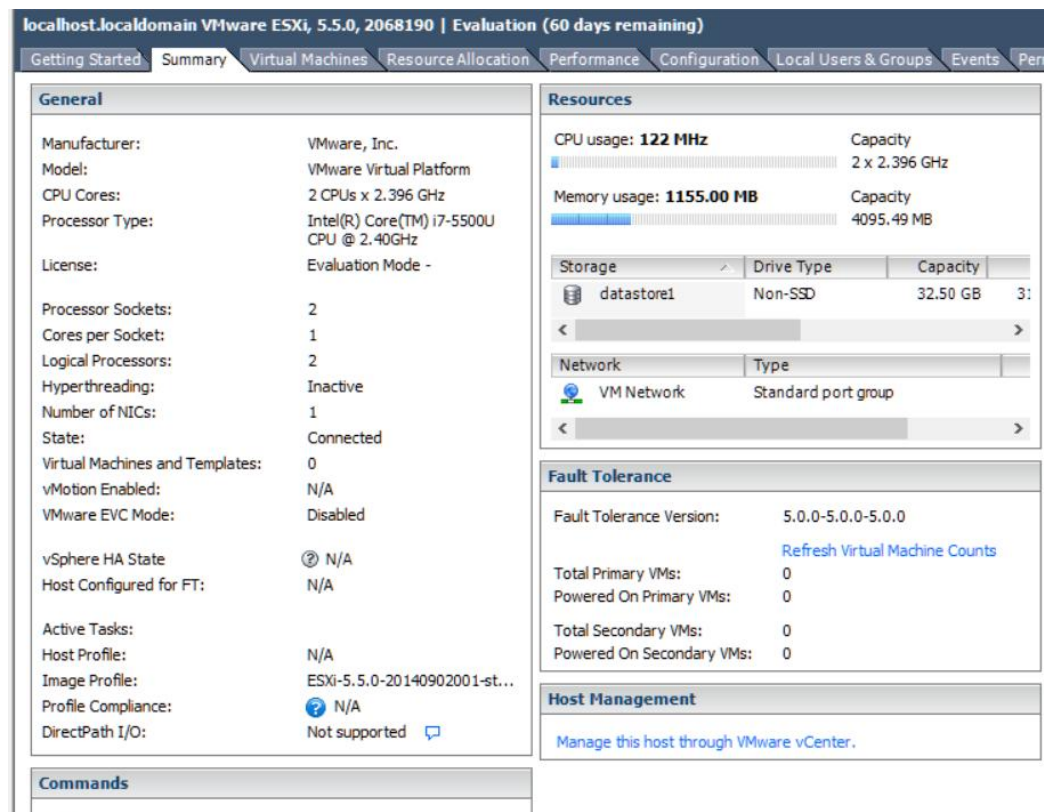 localhost.localdomain VMware ESXi, 5.5.0, 2068190 | Evaluation (60 days remaining)
Getting Started Summary Virtual Machines Resource Allocation Performance Configuration Local Users & Groups Events
General
Manufacturer: VMware, Inc.
Model: VMware Virtual Platform
CPU Cores: 2 CPUs x 2.396 GHz
Processor Type: Intel(R) Core(TM) i7-5500U
CPU @ 2.40GHz
License: Evaluation Mode -
Processor Sockets: 2
Cores per Socket: 1
Logical Processors: 2
Hyperthreading: Inactive
Number of NICs: 1
State: Connected
Virtual Machines and Templates: 0
vMotion Enabled: N/A
VMware EVC Mode: Disabled
vSphere HA State ? N/A
Host Configured for FT: N/A
Active Tasks:
Host Profile: N/A
Image Profile: ESXi-5.5.0-20140902001-st...
Profile Compliance: ? N/A
DirectPath I/O: Not supported
Commands
Resources
CPU usage: 122 MHz Capacity
2 x 2.396 GHz
Memory usage: 1155.00 MB Capacity
4095.49 MB
Storage Drive Type Capacity
datastore1 Non-SSD 32.50 GB
Network Type
VM Network Standard port group
Fault Tolerance
Fault Tolerance Version: 5.0.0-5.0.0-5.0.0
Refresh Virtual Machine Counts
Total Primary VMs: 0
Powered On Primary VMs: 0
Total Secondary VMs: 0
Powered On Secondary VMs: 0
Host Management
Manage this host through VMware vCenter.